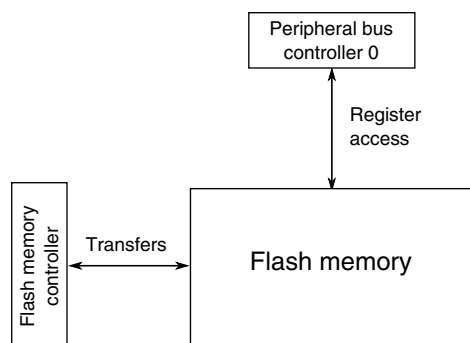 Peripheral bus
controller 0
Register
access
Flash memory
controller
Transfers
Flash memory